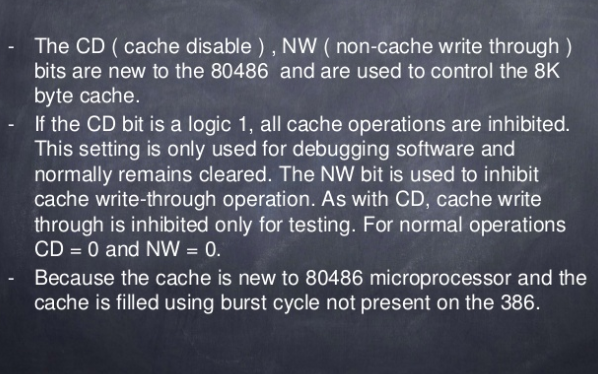 - The CD ( cache disable ) , NW ( non-cache write through )
bits are new to the 80486 and are used to control the 8K
byte cache.
- If the CD bit is a logic 1, all cache operations are inhibited.
This setting is only used for debugging software and
normally remains cleared. The NW bit is used to inhibit
cache write-through operation. As with CD, cache write
through is inhibited only for testing. For normal operations
CD = 0 and NW = 0.
- Because the cache is new to 80486 microprocessor and the
cache is filled using burst cycle not present on the 386.